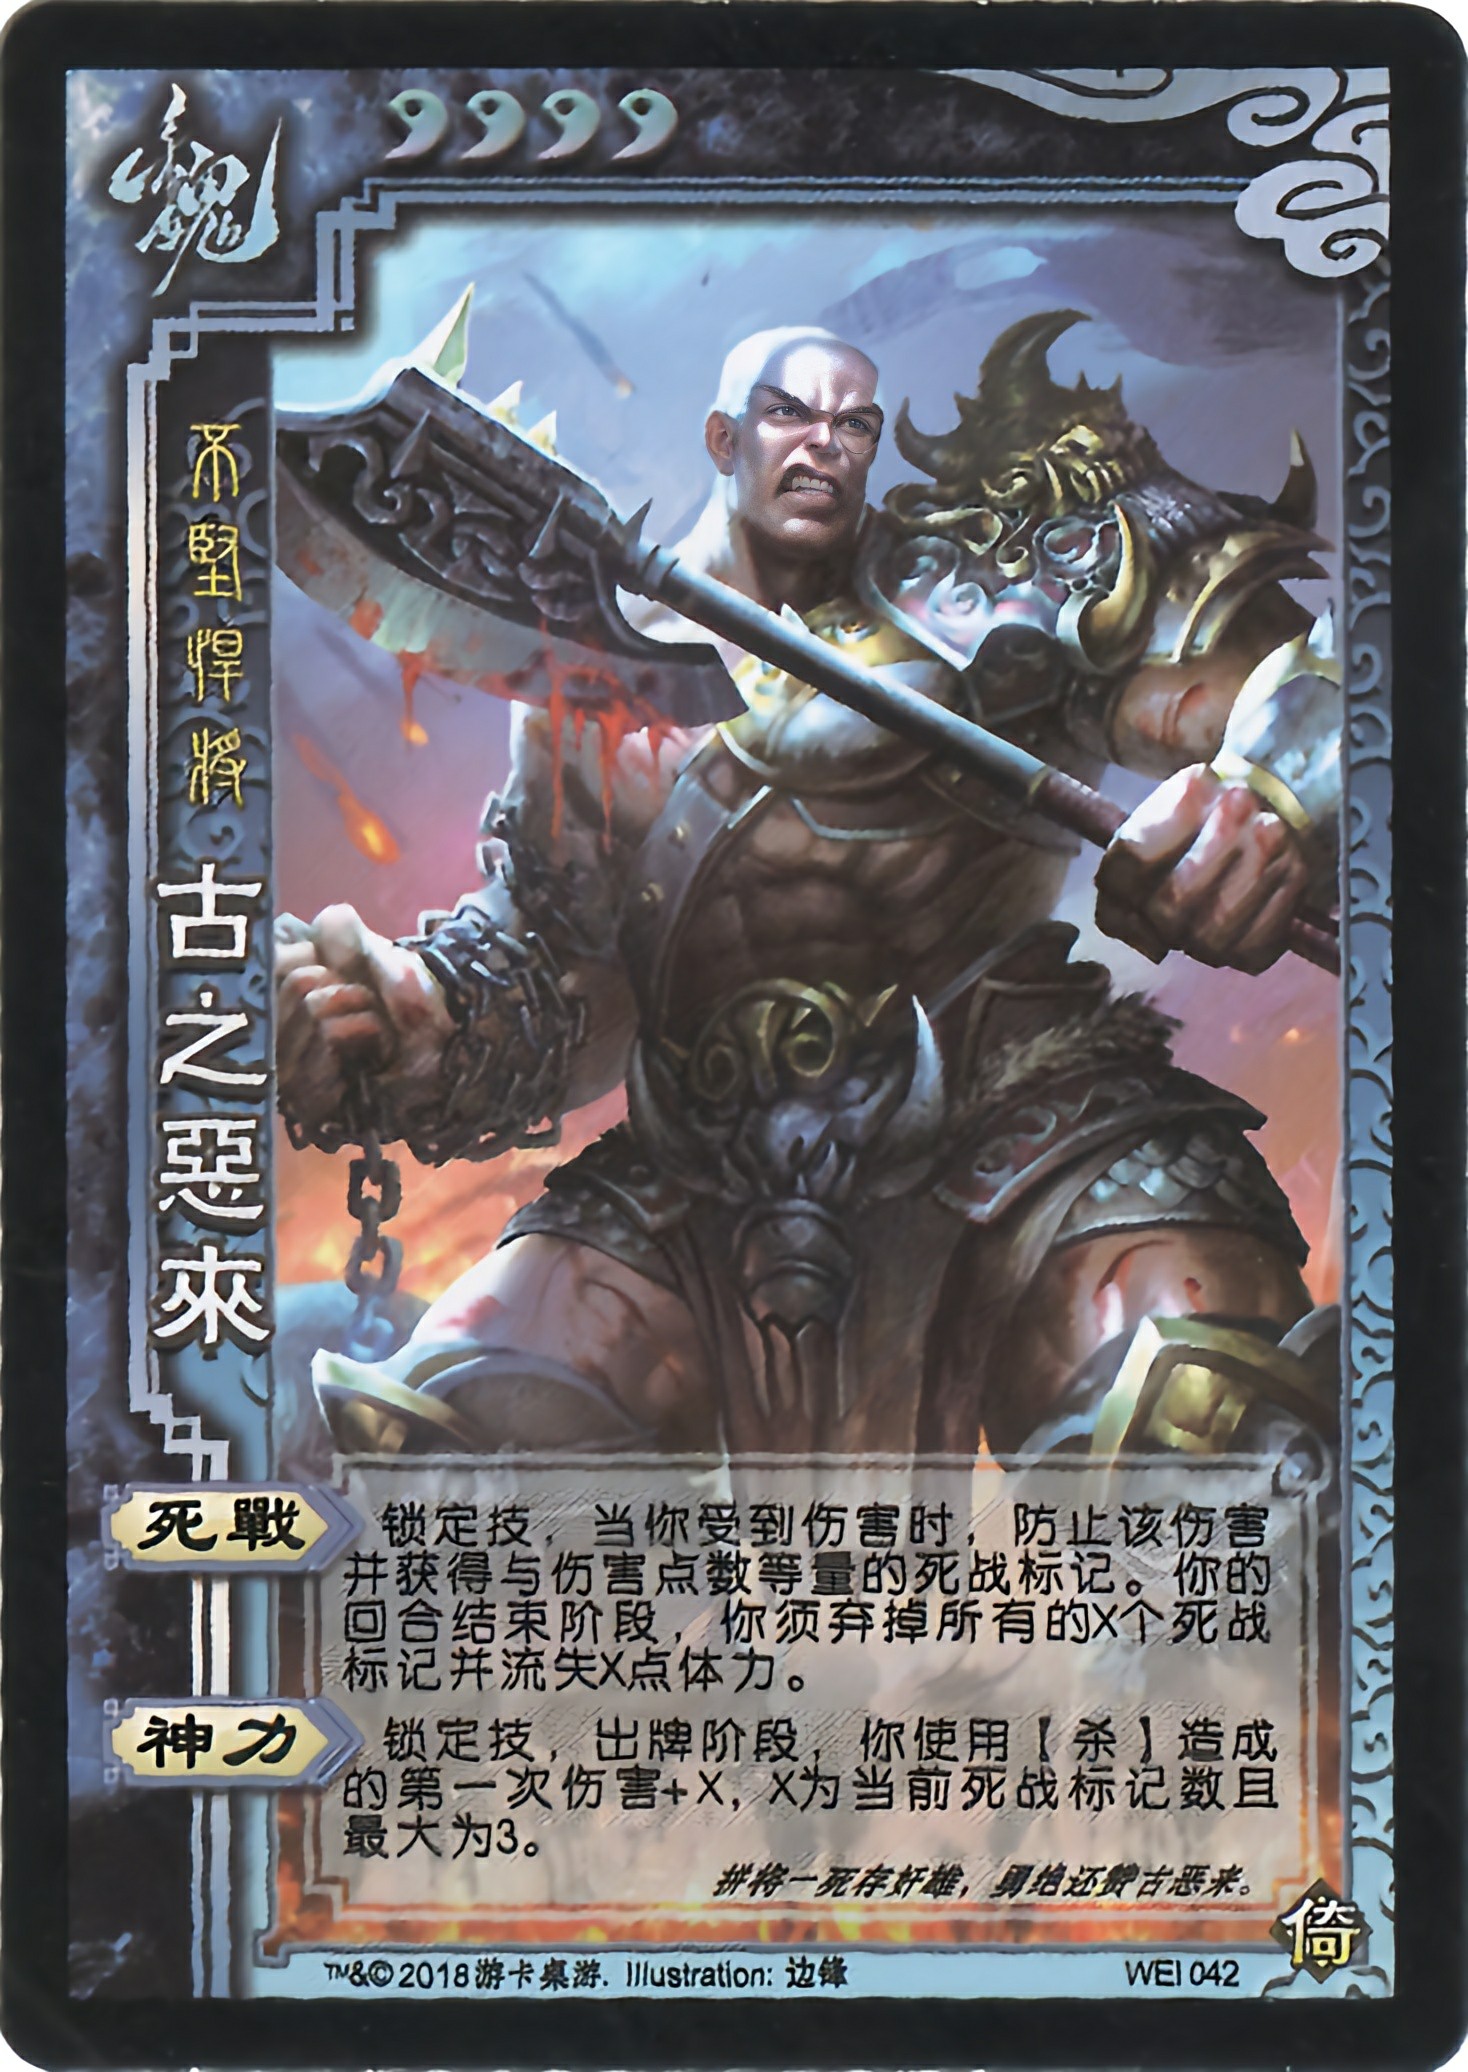 魏
不堅悍将
古之惡來
死戰
锁定技，当你受到伤害时，防止该伤害
并获得与伤害点数等量的死战标记。你的
回合结束阶段，你须弃掉所有的X个死战
标记并流失X点体力。
神力
锁定技，出牌阶段，你使用【杀】造成
的第一次伤害+X，X为当前死战标记数且
最大为3。
拼将一死存奸雄，勇绝还赞古恶来。
倚
™&©2018游卡桌游. Illustration: 边锋
WEI 042